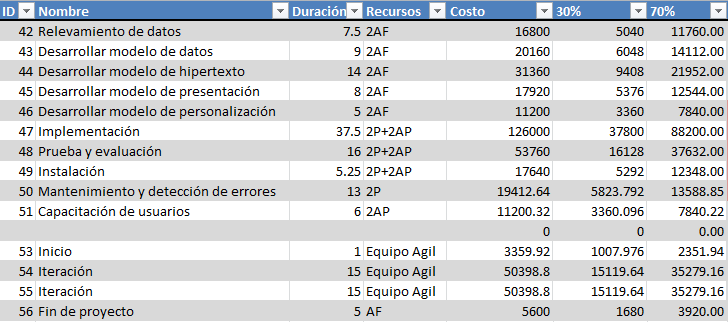 ID Nombre Duración Recursos Costo 30% 70%
42 Relevamiento de datos 7.5 2AF 16800 5040 11760.00
43 Desarrollar modelo de datos 9 2AF 20160 6048 14112.00
44 Desarrollar modelo de hipertexto 14 2AF 31360 9408 21952.00
45 Desarrollar modelo de presentación 8 2AF 17920 5376 12544.00
46 Desarrollar modelo de personalización 5 2AF 11200 3360 7840.00
47 Implementación 37.5 2P+2AP 126000 37800 88200.00
48 Prueba y evaluación 16 2P+2AP 53760 16128 37632.00
49 Instalación 5.25 2P+2AP 17640 5292 12348.00
50 Mantenimiento y detección de errores 13 2P 19412.64 5823.792 13588.85
51 Capacitación de usuarios 6 2AP 11200.32 3360.096 7840.22
0 0 0.00
53 Inicio 1 Equipo Agil 3359.92 1007.976 2351.94
54 Iteración 15 Equipo Agil 50398.8 15119.64 35279.16
55 Iteración 15 Equipo Agil 50398.8 15119.64 35279.16
56 Fin de proyecto 5 AF 5600 1680 3920.00